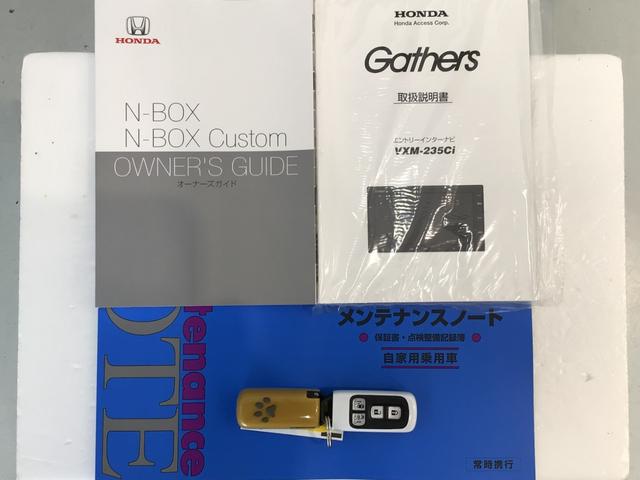 HONDA
N-BOX
N-BOX Custom
OWNER'S GUIDE
オーナーズガイド
HONDA
Honda Access Corp.
Gathers
取扱説明書
エントリーインターナビ
VXM-235Ci
メンテナンスノート
● 保証書・点検整備記録簿 ●
自家用乗用車
常時携行
tenance
OTE